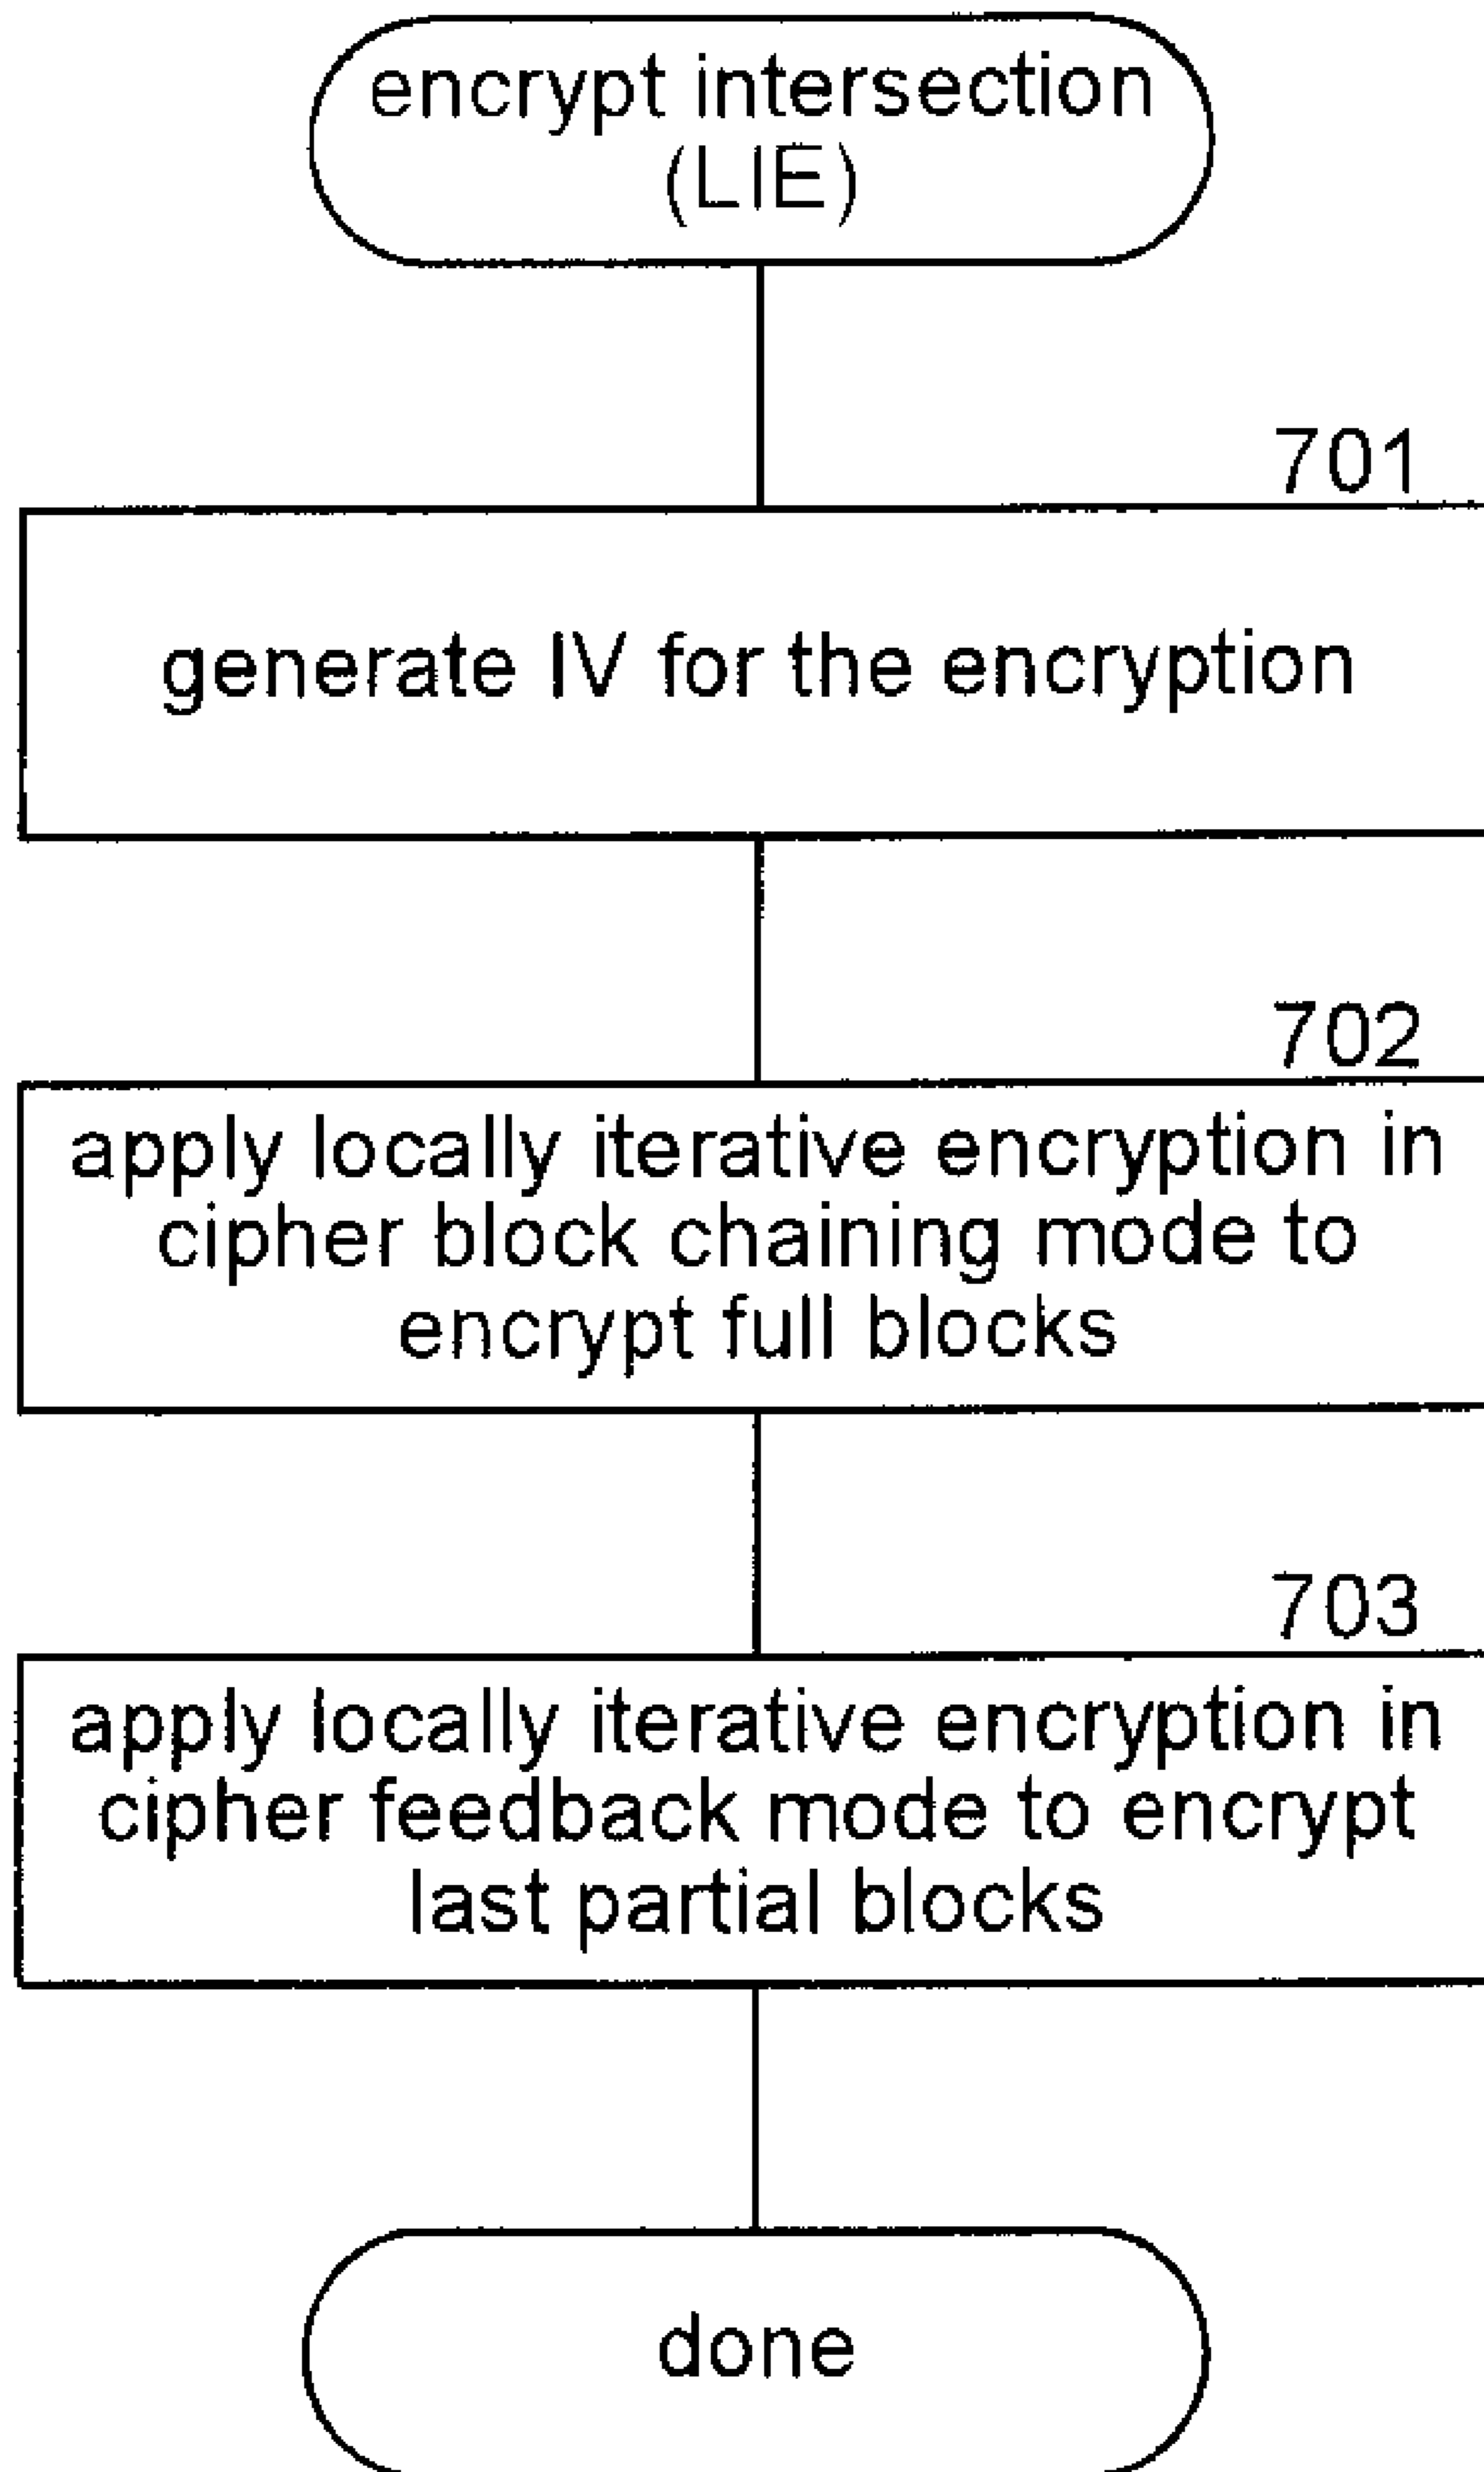 encrypt intersection
(LIE)
701
generate IV for the encryption
702
apply locally iterative encryption in
cipher block chaining mode to
encrypt full blocks
703
apply locally iterative encryption in
cipher feedback mode to encrypt
last partial blocks
done